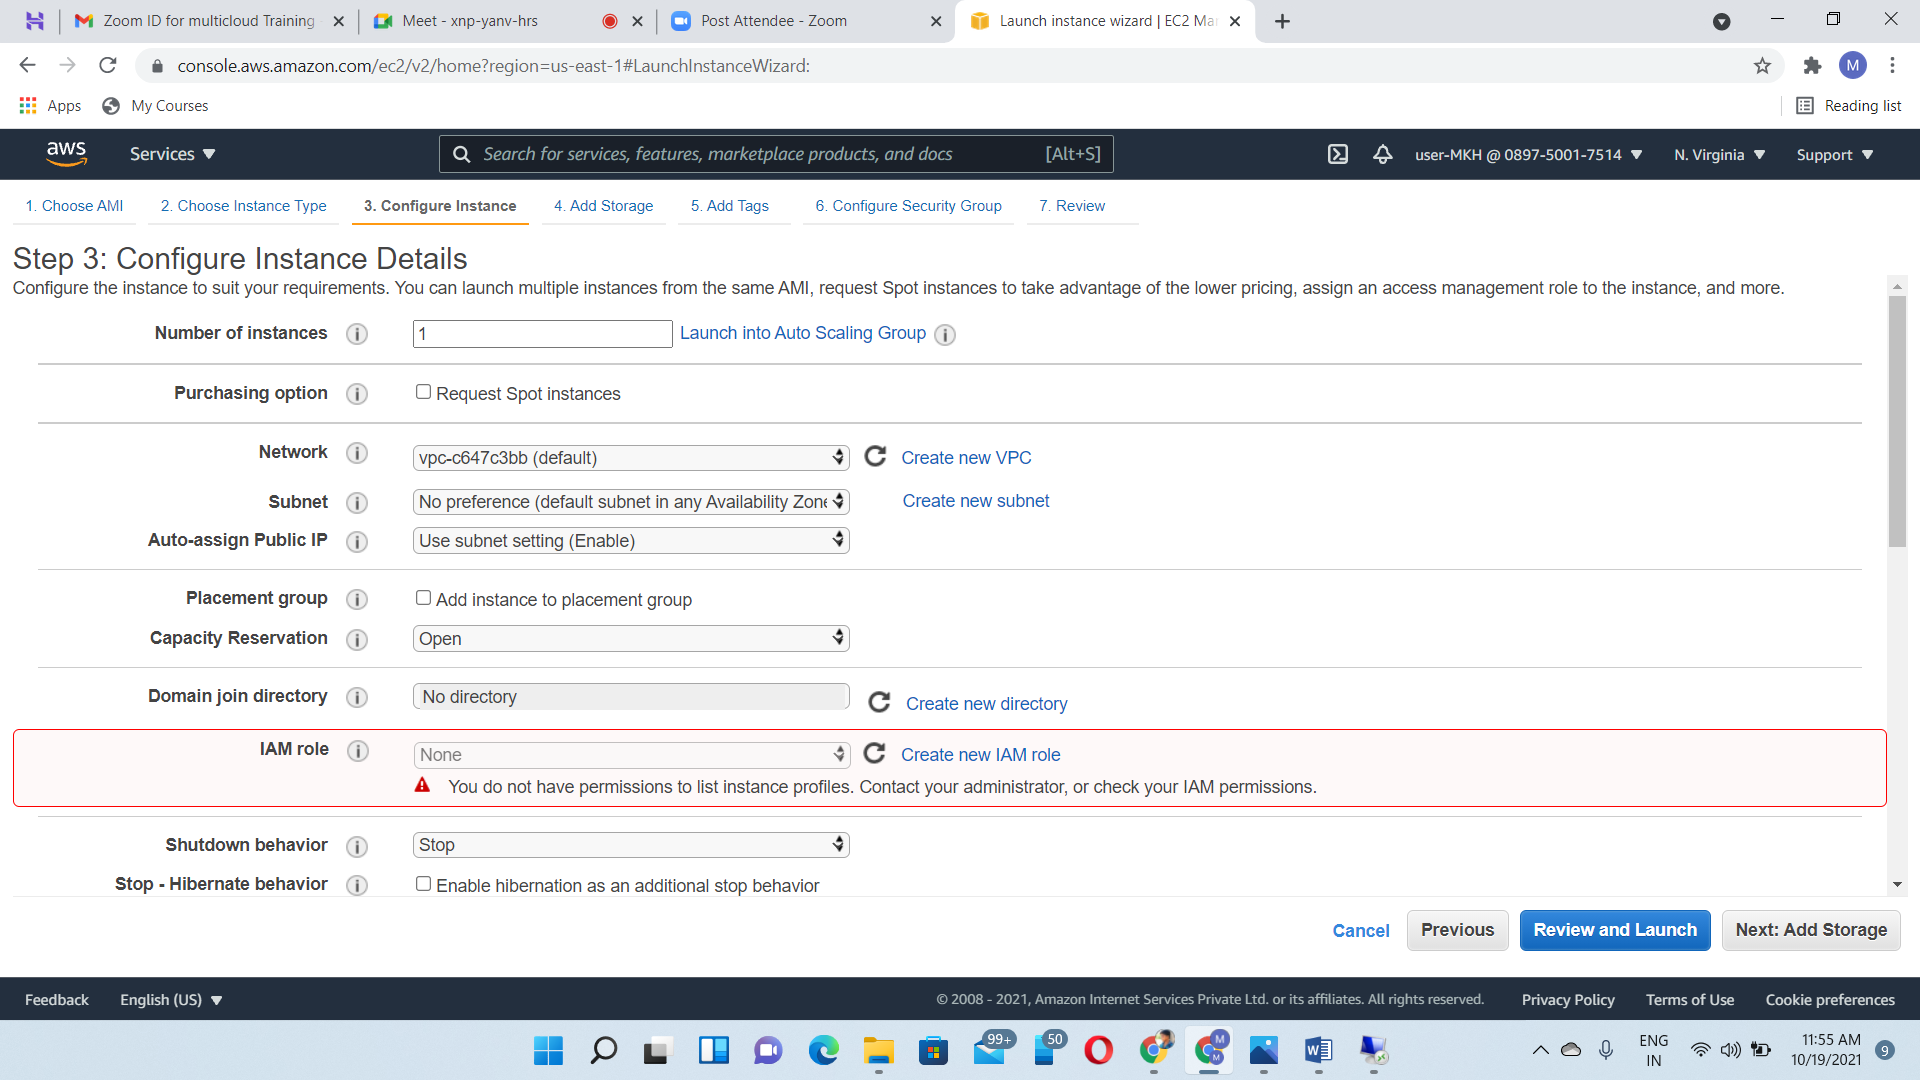 Zoom ID for multicloud Training
Meet - xnp-yanv-hrs
Post Attendee - Zoom
Launch instance wizard | EC2 Ma
console.aws.amazon.com/ec2/v2/home?region=us-east-1#LaunchInstanceWizard:
M
Apps
My Courses
Reading list
aws
Services
Search for services, features, marketplace products, and docs
[Alt+S]
user-MKH @ 0897-5001-7514
N. Virginia
Support
1. Choose AMI
2. Choose Instance Type
3. Configure Instance
4. Add Storage
5. Add Tags
6. Configure Security Group
7. Review
Step 3: Configure Instance Details
Configure the instance to suit your requirements. You can launch multiple instances from the same AMI, request Spot instances to take advantage of the lower pricing, assign an access management role to the instance, and more.
Number of instances
1
Launch into Auto Scaling Group
Purchasing option
Request Spot instances
Network
vpc-c647c3bb (default)
Create new VPC
Subnet
No preference (default subnet in any Availability Zone
Create new subnet
Auto-assign Public IP
Use subnet setting (Enable)
Placement group
Add instance to placement group
Capacity Reservation
Open
Domain join directory
No directory
Create new directory
IAM role
None
Create new IAM role
You do not have permissions to list instance profiles. Contact your administrator, or check your IAM permissions.
Shutdown behavior
Stop
Stop - Hibernate behavior
Enable hibernation as an additional stop behavior
Cancel
Previous
Review and Launch
Next: Add Storage
Feedback
English (US)
© 2008 - 2021, Amazon Internet Services Private Ltd. or its affiliates. All rights reserved.
Privacy Policy
Terms of Use
Cookie preferences
99+
50
M
M
ENG
IN
11:55 AM
10/19/2021
9